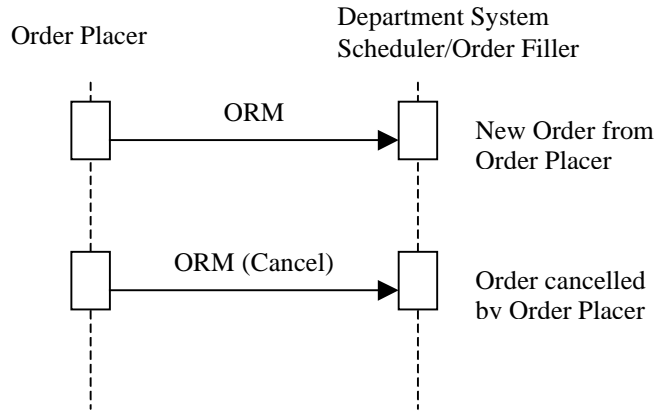 Order Placer
Department System
Scheduler/Order Filler
ORM
New Order from
Order Placer
ORM (Cancel)
Order cancelled
by Order Placer